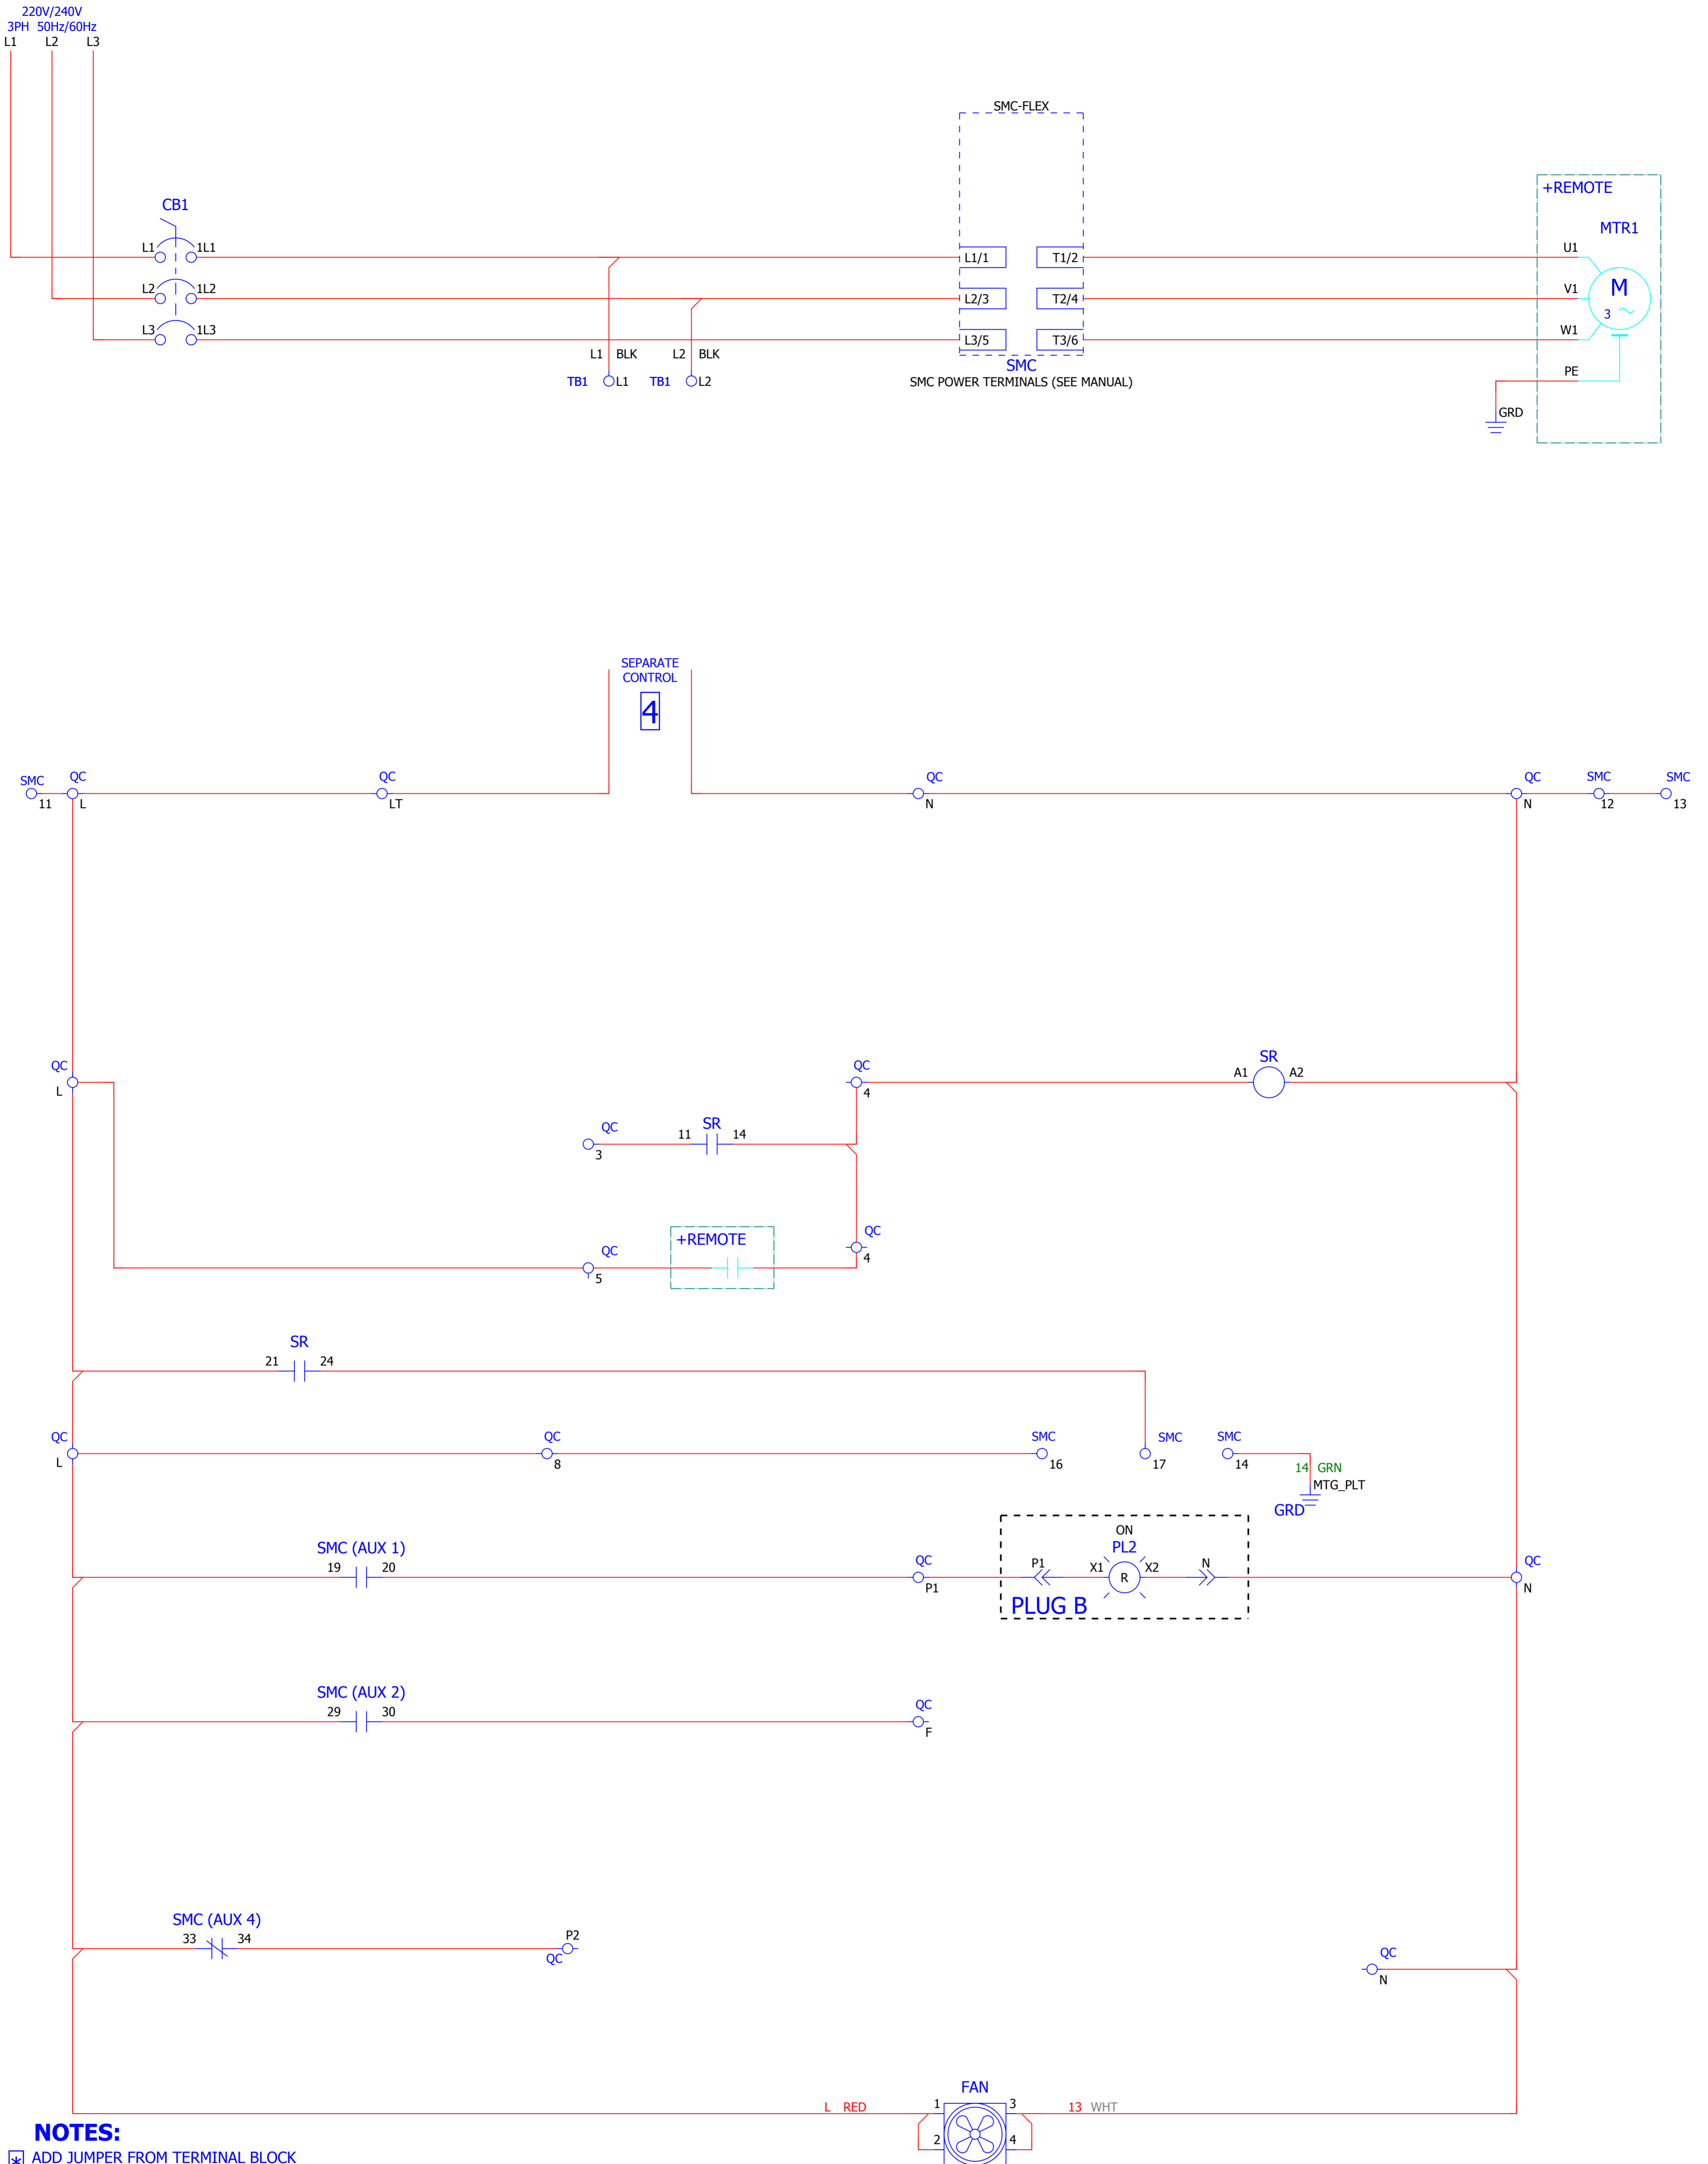 220V/240V
3PH 50Hz/60Hz
L1 L2 L3
SMC-FLEX
+REMOTE
CB1
MTR1
L1 1L1
L1/1 T1/2
U1
L2 1L2
L2/3 T2/4
V1
M
3
L3 1L3
L3/5 T3/6
W1
L1 BLK L2 BLK
SMC
PE
TB1 L1 TB1 L2
SMC POWER TERMINALS (SEE MANUAL)
GRD
SEPARATE
CONTROL
4
SMC QC QC QC QC SMC SMC
11 L LT N N 12 13
QC QC SR
A1 A2
L 4
QC SR
11 14
3
QC
+REMOTE
4
QC
5
SR
21 24
QC QC SMC SMC SMC
L 8 16 17 14
14 GRN
MTG_PLT
GRD
ON
SMC (AUX 1) PL2
19 20 QC P1 X1 X2 N QC
R
P1 N
PLUG B
SMC (AUX 2)
29 30 QC
F
SMC (AUX 4)
33 34 P2
QC
QC
N
FAN
L RED 1 3 13 WHT
2 4
NOTES:
* ADD JUMPER FROM TERMINAL BLOCK